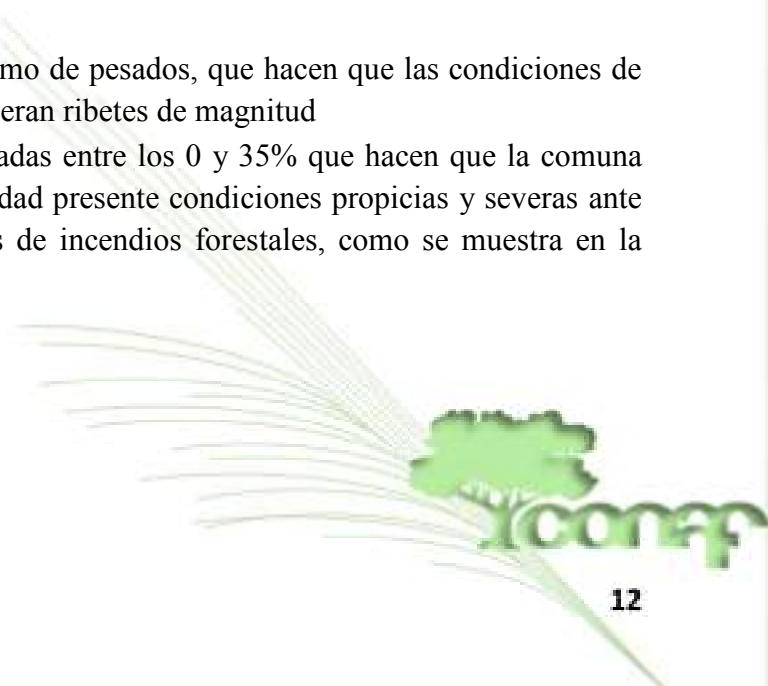 mo de pesados, que hacen que las condiciones de
eran ribetes de magnitud
adas entre los 0 y 35% que hacen que la comuna
dad presente condiciones propicias y severas ante
s de incendios forestales, como se muestra en la
conaf
12